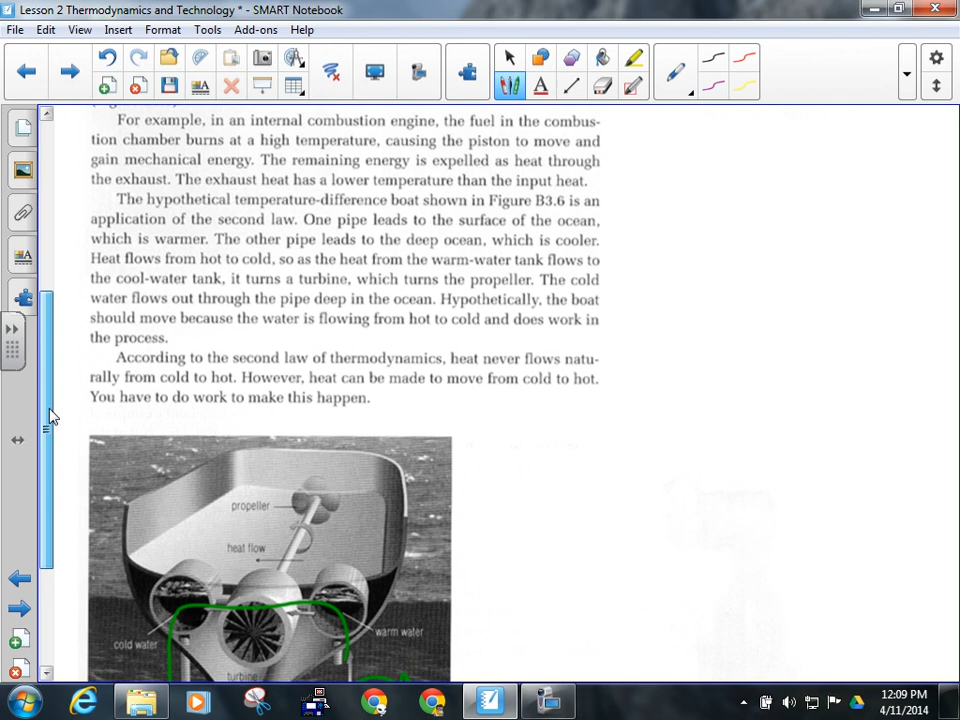 Lesson 2 Thermodynamics and Technology * - SMART Notebook
File Edit View Insert Format Tools Add-ons Help
For example, in an internal combustion engine, the fuel in the combus-
tion chamber burns at a high temperature, causing the piston to move and
gain mechanical energy. The remaining energy is expelled as heat through
the exhaust. The exhaust heat has a lower temperature than the input heat.
The hypothetical temperature-difference boat shown in Figure B3.6 is an
application of the second law. One pipe leads to the surface of the ocean,
which is warmer. The other pipe leads to the deep ocean, which is cooler.
Heat flows from hot to cold, so as the heat from the warm-water tank flows to
the cool-water tank, it turns a turbine, which turns the propeller. The cold
water flows out through the pipe deep in the ocean. Hypothetically, the boat
should move because the water is flowing from hot to cold and does work in
the process.
According to the second law of thermodynamics, heat never flows natu-
rally from cold to hot. However, heat can be made to move from cold to hot.
You have to do work to make this happen.
propeller
heat flow
cold water
warm water
turbine
12:09 PM
4/11/2014